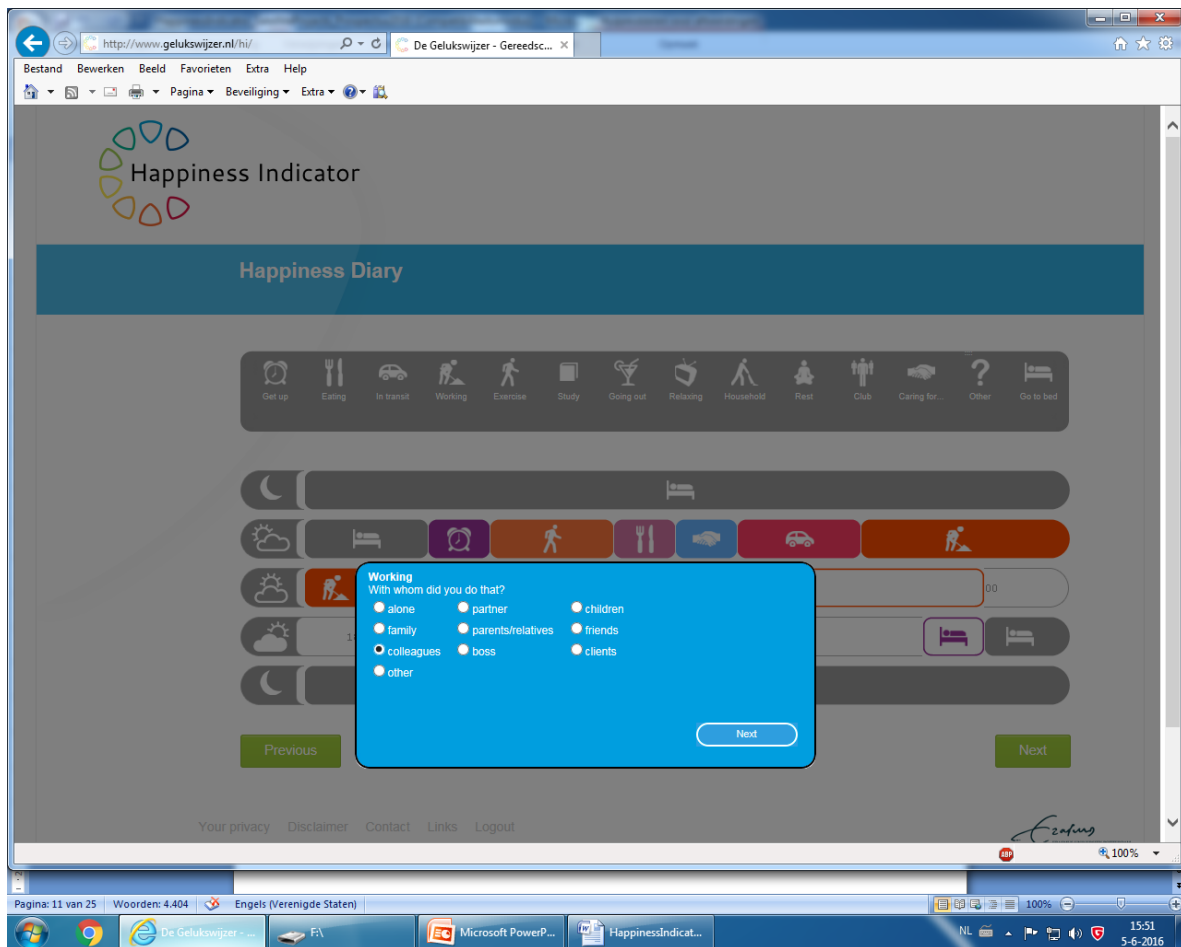 http://www.gelukswijzer.nl/hi/
De Gelukswijzer - Gereedsc...
Bestand Bewerken Beeld Favorieten Extra Help
Pagina Beveiliging Extra
Happiness Indicator
Happiness Diary
Get up Eating In transit Working Exercise Study Going out Relaxing Household Rest Club Caring for... Other Go to bed
Working
With whom did you do that?
alone partner children
family parents/relatives friends
colleagues boss clients
other
Next
00
Previous Next
Your privacy Disclaimer Contact Links Logout
Erafmus
ABP 100%
Pagina: 11 van 25 Woorden: 4.404 Engels (Verenigde Staten) 100%
De Gelukswijzer - ... F:\ Microsoft PowerP... HappinessIndicat... NL 15:51
5-6-2016